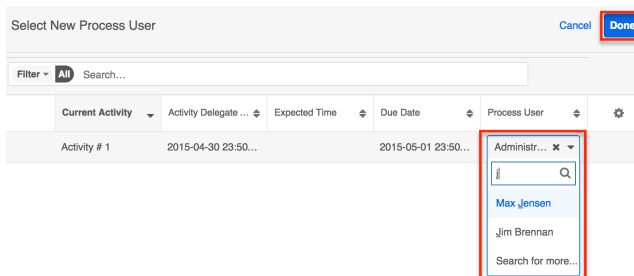 Select New Process User Cancel Done
Filter All Search...
Current Activity Activity Delegate ... Expected Time Due Date Process User
Activity # 1 2015-04-30 23:50... 2015-05-01 23:50... Administr...
j
Max Jensen
Jim Brennan
Search for more...